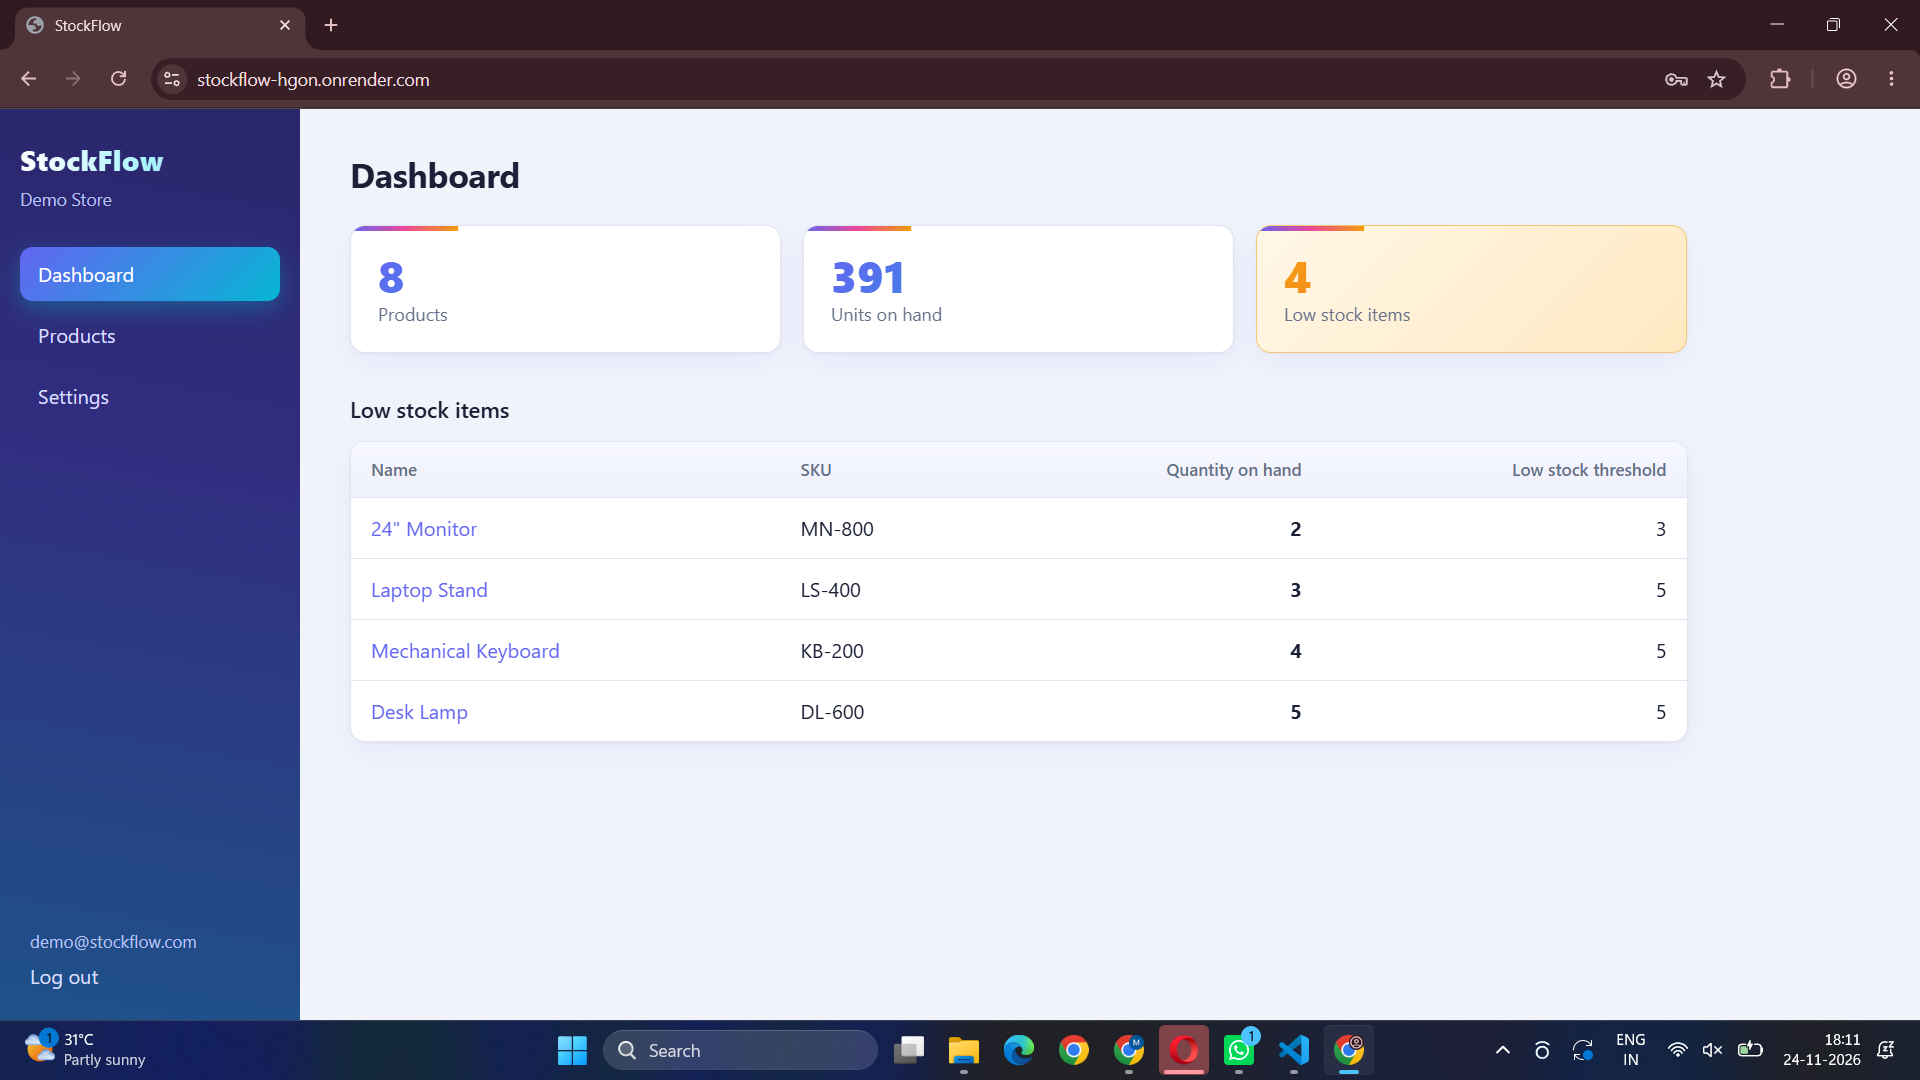 StockFlow
stockflow-hgon.onrender.com
StockFlow
Demo Store
Dashboard
Products
Settings
demo@stockflow.com
Log out
Dashboard
8
Products
391
Units on hand
4
Low stock items
Low stock items
Name SKU Quantity on hand Low stock threshold
24" Monitor MN-800 2 3
Laptop Stand LS-400 3 5
Mechanical Keyboard KB-200 4 5
Desk Lamp DL-600 5 5
1
31°C
Partly sunny
Search
M
1
ENG
IN
18:11
24-11-2026